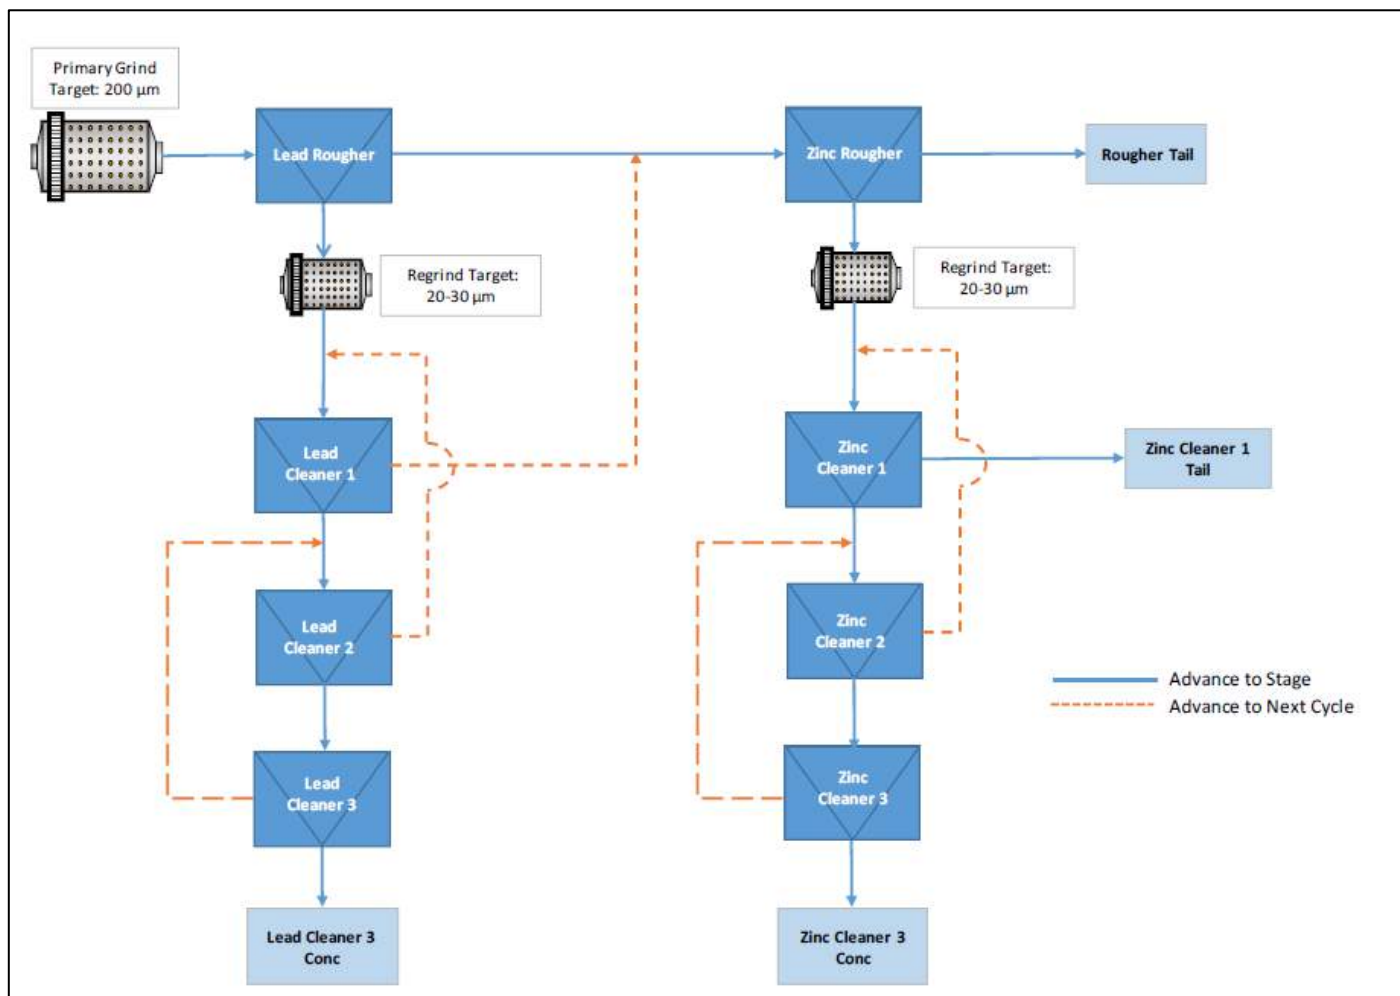 Primary Grind
Target: 200 µm
Lead Rougher
Zinc Rougher
Rougher Tail
Regrind Target:
20-30 µm
Regrind Target:
20-30 µm
Lead
Cleaner 1
Zinc
Cleaner 1
Zinc Cleaner 1
Tail
Lead
Cleaner 2
Zinc
Cleaner 2
Advance to Stage
Advance to Next Cycle
Lead
Cleaner 3
Zinc
Cleaner 3
Lead Cleaner 3
Conc
Zinc Cleaner 3
Conc